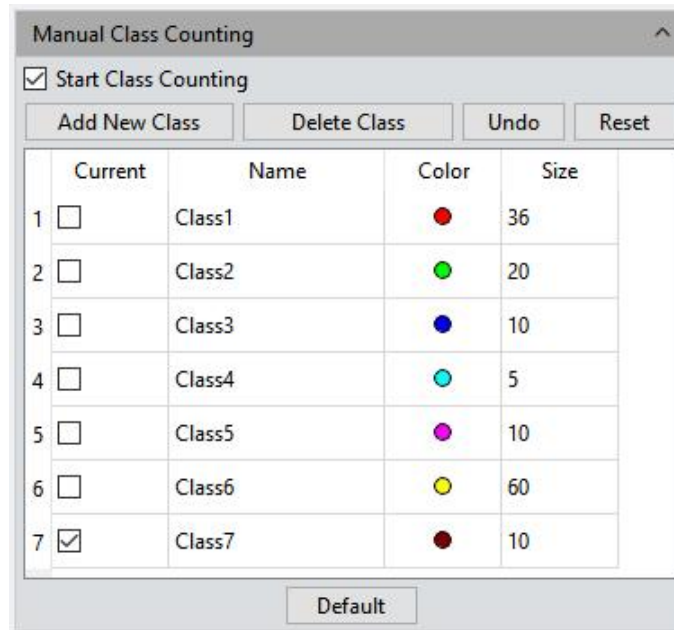 Manual Class Counting
Start Class Counting
Add New Class Delete Class Undo Reset
Current Name Color Size
1 Class1 36
2 Class2 20
3 Class3 10
4 Class4 5
5 Class5 10
6 Class6 60
7 Class7 10
Default